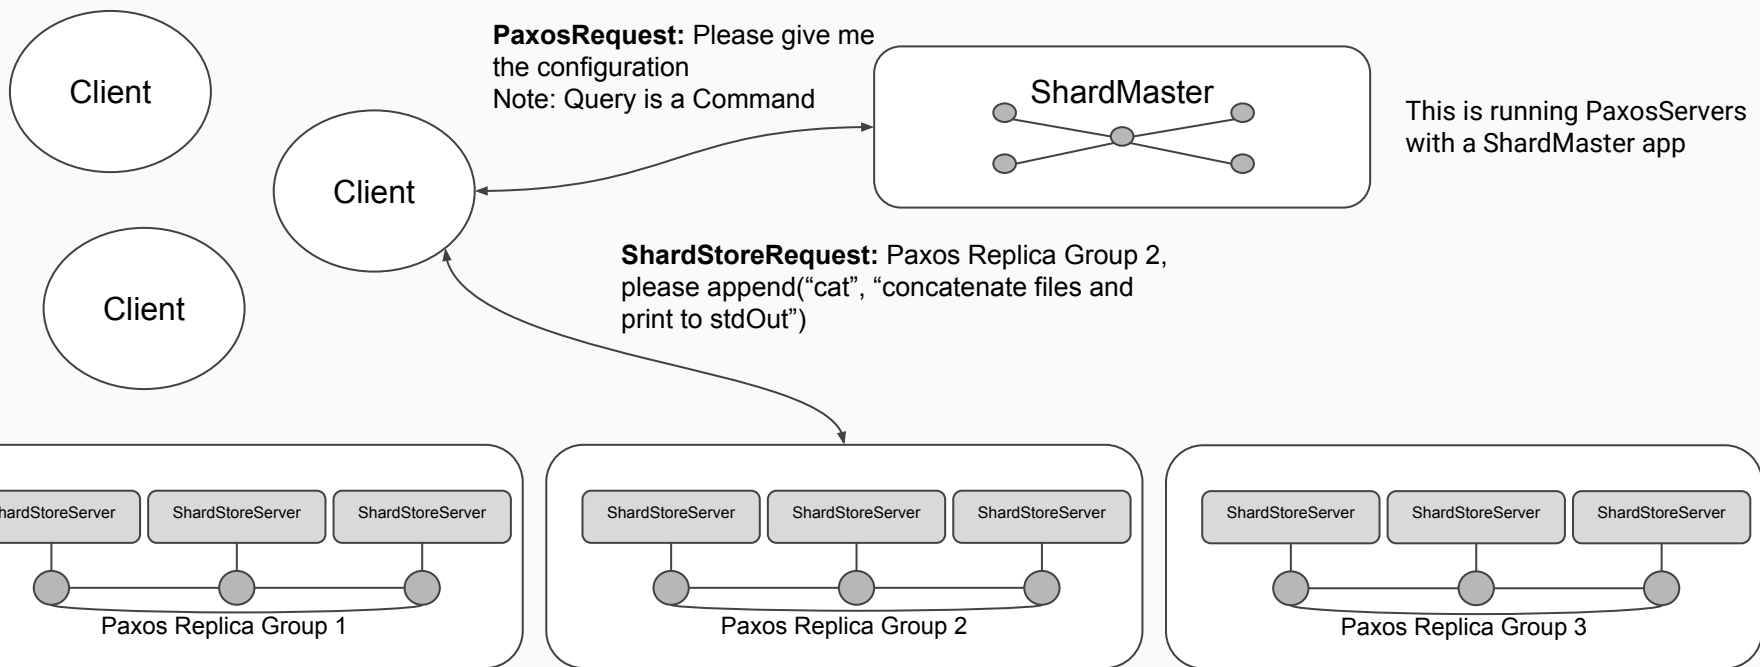 Client
PaxosRequest: Please give me
the configuration
Note: Query is a Command
ShardMaster
This is running PaxosServers
with a ShardMaster app
Client
Client
ShardStoreRequest: Paxos Replica Group 2,
please append(“cat”, “concatenate files and
print to stdOut”)
hardStoreServer
ShardStoreServer
ShardStoreServer
Paxos Replica Group 1
ShardStoreServer
ShardStoreServer
ShardStoreServer
Paxos Replica Group 2
ShardStoreServer
ShardStoreServer
ShardStoreServer
Paxos Replica Group 3